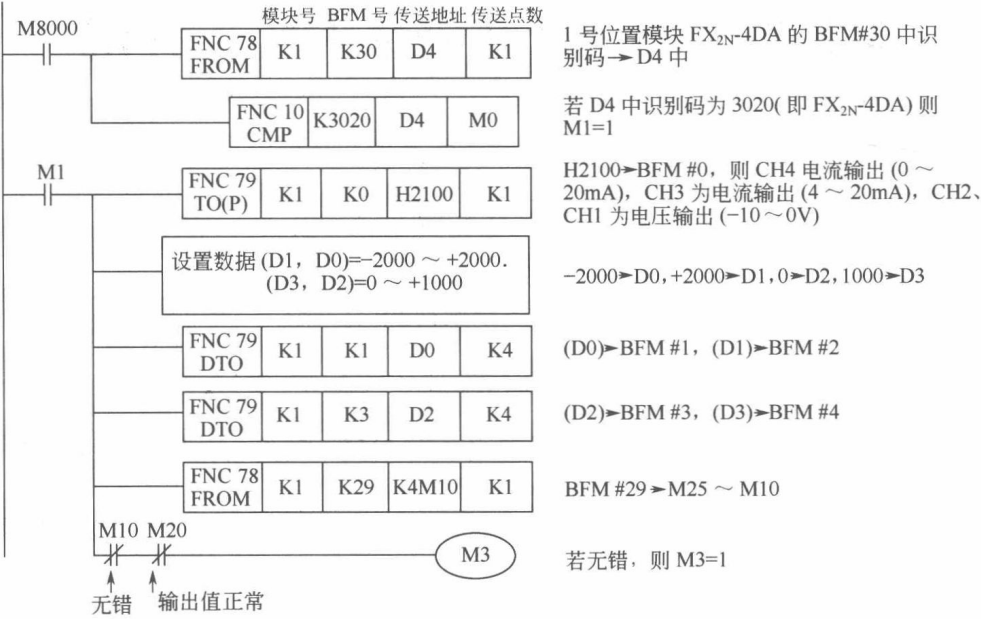 模块号 BFM 号 传送地址 传送点数
M8000
FNC 78 FROM K1 K30 D4 K1
1 号位置模块 FX2N-4DA 的 BFM#30 中识
别码→D4 中
FNC 10 CMP K3020 D4 M0
若 D4 中识别码为 3020( 即 FX2N-4DA) 则
M1=1
M1
FNC 79 TO(P) K1 K0 H2100 K1
H2100➛BFM #0，则 CH4 电流输出 (0 ～
20mA)，CH3 为电流输出 (4 ～ 20mA)，CH2、
CH1 为电压输出 (−10～0V)
设置数据 (D1，D0)=−2000 ～ +2000.
(D3，D2)=0 ～ +1000
−2000➛D0,+2000➛D1,0➛D2,1000➛D3
FNC 79 DTO K1 K1 D0 K4
(D0)➛BFM #1，(D1)➛BFM #2
FNC 79 DTO K1 K3 D2 K4
(D2)➛BFM #3，(D3)➛BFM #4
FNC 78 FROM K1 K29 K4M10 K1
BFM #29➛M25 ～ M10
M10 M20
M3
若无错，则 M3=1
无错 输出值正常